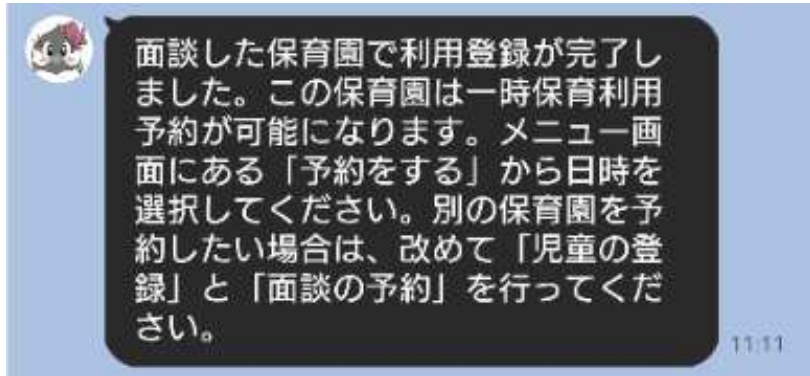 面談した保育園で利用登録が完了し
ました。この保育園は一時保育利用
予約が可能になります。メニュー画
面にある「予約をする」から日時を
選択してください。別の保育園を予
約したい場合は、改めて「児童の登
録」と「面談の予約」を行ってくだ
さい。
11:11